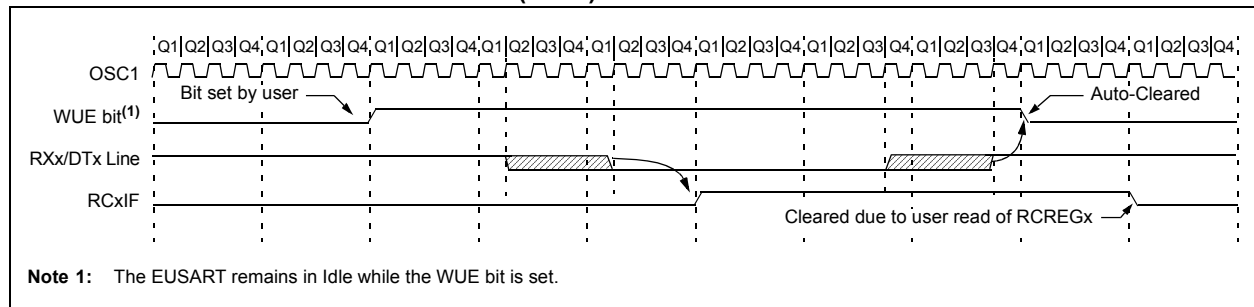 Q1 Q2 Q3 Q4 Q1 Q2 Q3 Q4 Q1 Q2 Q3 Q4 Q1 Q2 Q3 Q4 Q1 Q2 Q3 Q4 Q1 Q2 Q3 Q4 Q1 Q2 Q3 Q4 Q1 Q2 Q3 Q4 Q1 Q2 Q3 Q4 Q1 Q2 Q3 Q4
OSC1
Bit set by user
Auto-Cleared
WUE bit(1)
RXx/DTx Line
RCxIF
Cleared due to user read of RCREGx
Note 1: The EUSART remains in Idle while the WUE bit is set.